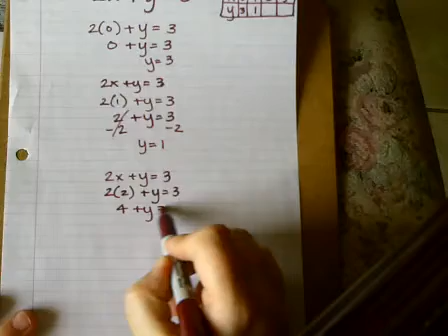 y 3 1
2(0) + y = 3
0 + y = 3
y = 3
2x + y = 3
2(1) + y = 3
2 + y = 3
-2 -2
y = 1
2x + y = 3
2(2) + y = 3
4 + y =